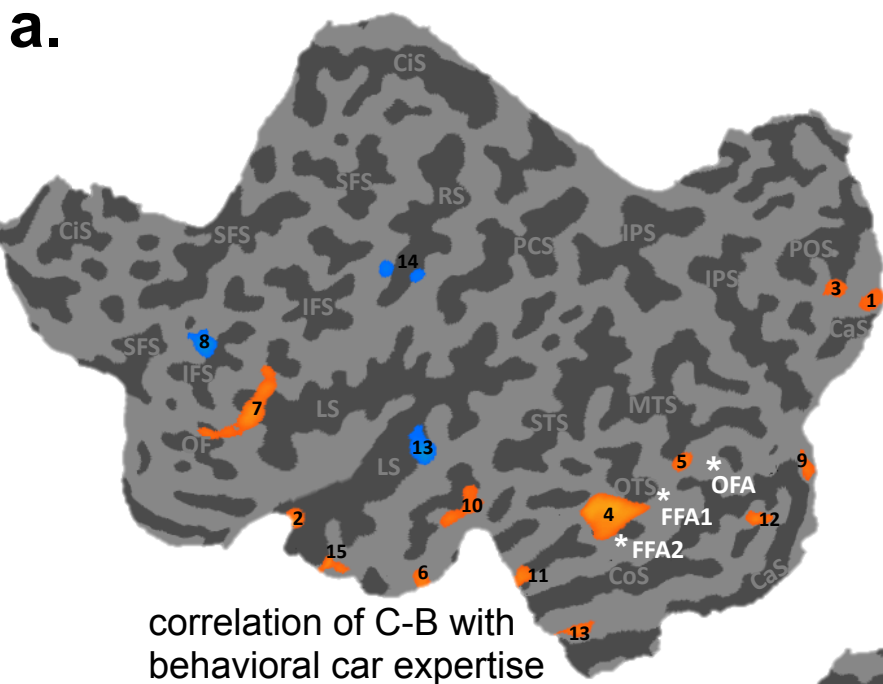 a.
CiS
SFS
RS
CiS
SFS
PCS
IPS
POS
14
IPS
3
1
IFS
CaS
8
SFS
IFS
7
LS
MTS
STS
OF
13
LS
5
*
OFA
9
OTS
*
FFA1
10
4
2
12
*
FFA2
15
6
11
CoS
CaS
13
correlation of C-B with
behavioral car expertise